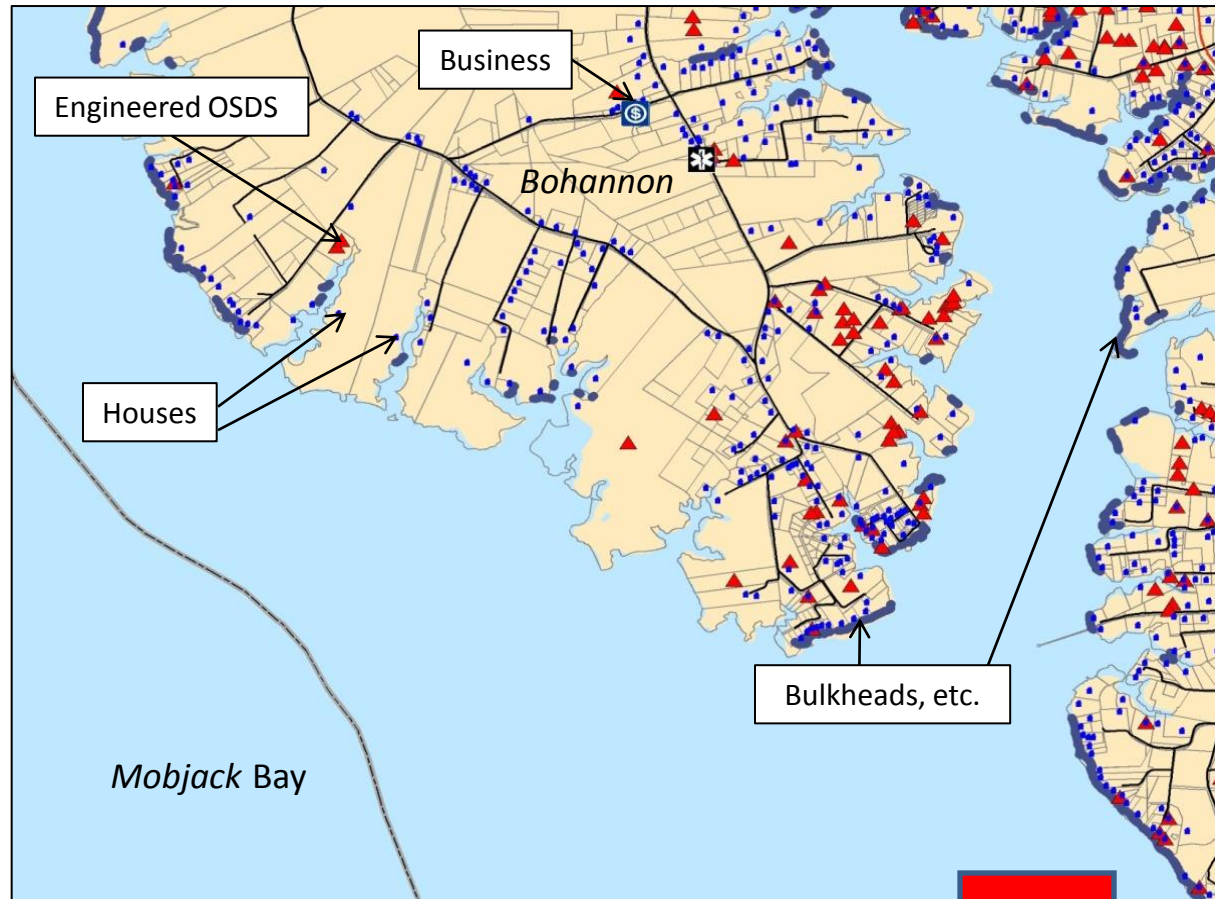 Business
Engineered OSDS
Bohannon
Houses
Bulkheads, etc.
Mobjack Bay